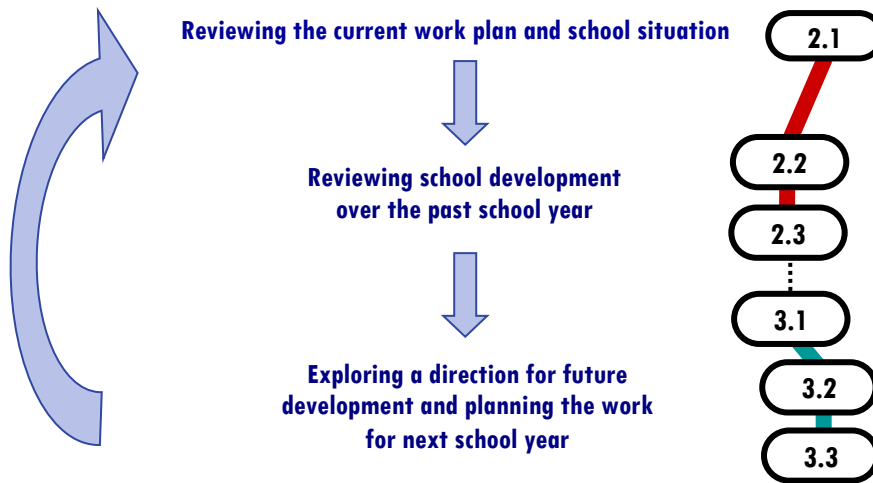 Reviewing the current work plan and school situation
2.1
2.2
Reviewing school development
over the past school year
2.3
3.1
Exploring a direction for future
development and planning the work
for next school year
3.2
3.3